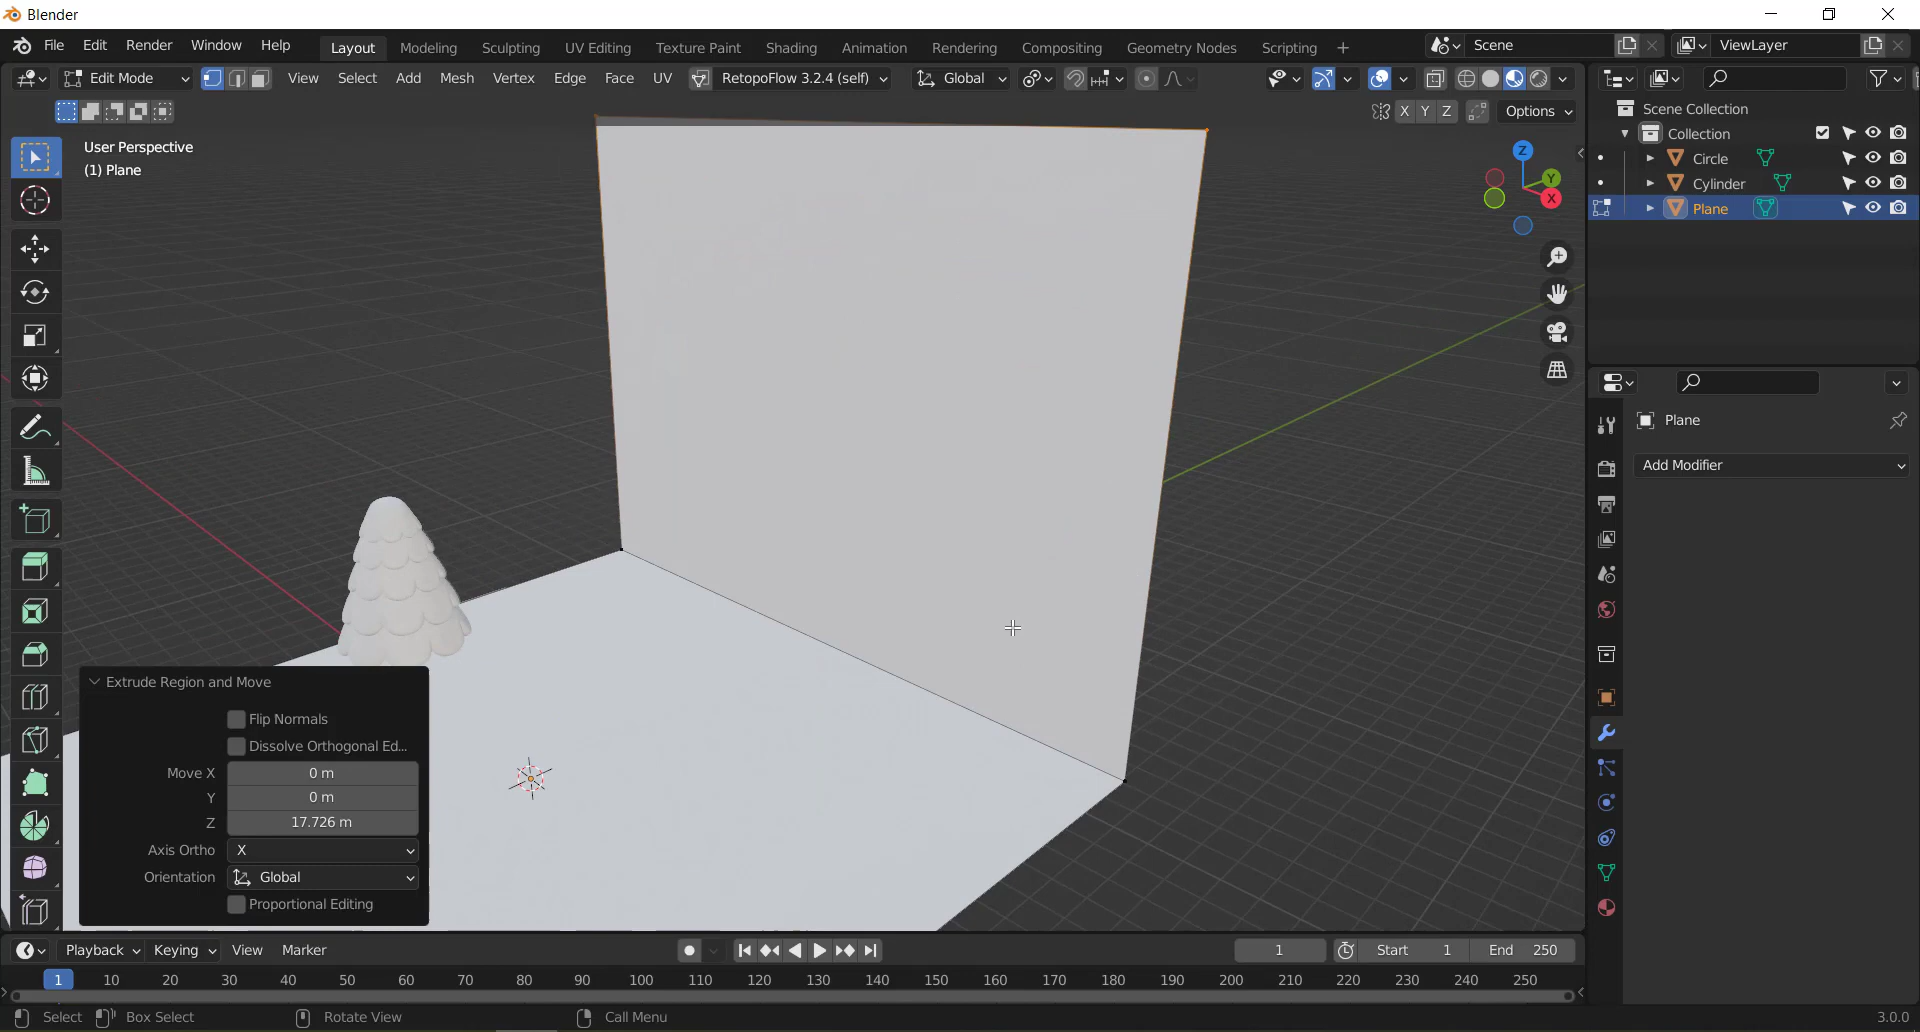 Blender
File Edit Render Window Help Layout Modeling Sculpting UV Editing Texture Paint Shading Animation Rendering Compositing Geometry Nodes Scripting + Scene ViewLayer
Edit Mode View Select Add Mesh Vertex Edge Face UV RetopoFlow 3.2.4 (self) Global
X Y Z Options
User Perspective
(1) Plane
Z
Y
X
Scene Collection
Collection
Circle
Cylinder
Plane
Plane
Add Modifier
Extrude Region and Move
Flip Normals
Dissolve Orthogonal Ed...
Move X 0 m
Y 0 m
Z 17.726 m
Axis Ortho X
Orientation Global
Proportional Editing
Playback Keying View Marker 1 Start 1 End 250
1 10 20 30 40 50 60 70 80 90 100 110 120 130 140 150 160 170 180 190 200 210 220 230 240 250
Select Box Select Rotate View Call Menu 3.0.0